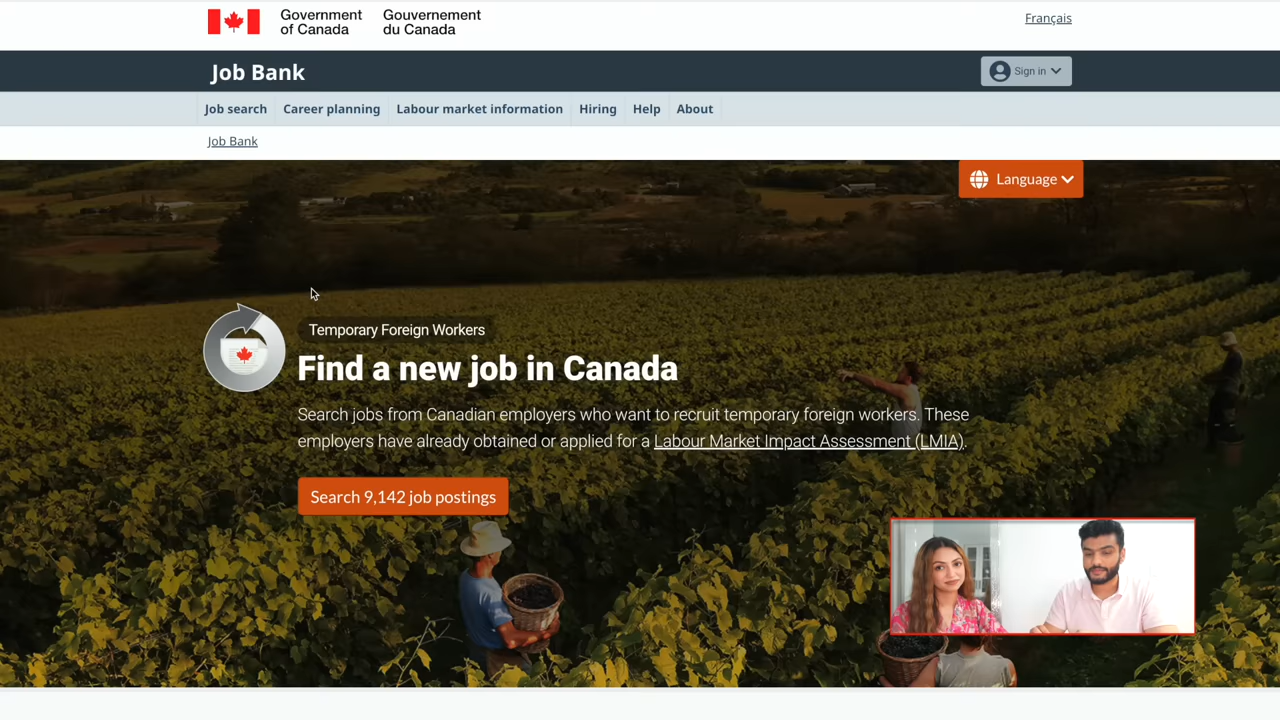 Government
of Canada
Gouvernement
du Canada
Français
Job Bank
Sign in
Job search
Career planning
Labour market information
Hiring
Help
About
Job Bank
Language
Temporary Foreign Workers
Find a new job in Canada
Search jobs from Canadian employers who want to recruit temporary foreign workers. These
employers have already obtained or applied for a Labour Market Impact Assessment (LMIA).
Search 9,142 job postings